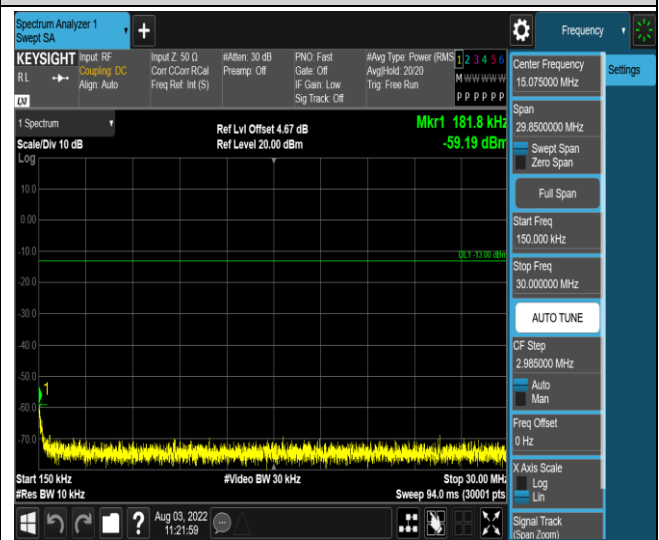 Spectrum Analyzer 1
Swept SA
+
Frequency
Settings
KEYSIGHT
RL
LXI
Input: RF
Coupling: DC
Align: Auto
Input Z: 50 Ω
Corr CCorr RCal
Freq Ref: Int (S)
#Atten: 30 dB
Preamp: Off
PNO: Fast
Gate: Off
IF Gain: Low
Sig Track: Off
#Avg Type: Power (RMS
Avg|Hold: 20/20
Trig: Free Run
1 2 3 4 5 6
M W W W W W
P P P P P P
1 Spectrum
Scale/Div 10 dB
Ref Lvl Offset 4.67 dB
Ref Level 20.00 dBm
Mkr1 181.8 kHz
-59.19 dBm
Log
10.0
0.00
-10.0
DL1 -13.00 dBm
-20.0
-30.0
-40.0
-50.0
1
-60.0
-70.0
Start 150 kHz
#Video BW 30 kHz
Stop 30.00 MHz
#Res BW 10 kHz
Sweep 94.0 ms (30001 pts
Center Frequency
15.075000 MHz
Span
29.8500000 MHz
Swept Span
Zero Span
Full Span
Start Freq
150.000 kHz
Stop Freq
30.000000 MHz
AUTO TUNE
CF Step
2.985000 MHz
Auto
Man
Freq Offset
0 Hz
X Axis Scale
Log
Lin
Signal Track
(Span Zoom)
?
Aug 03, 2022
11:21:59